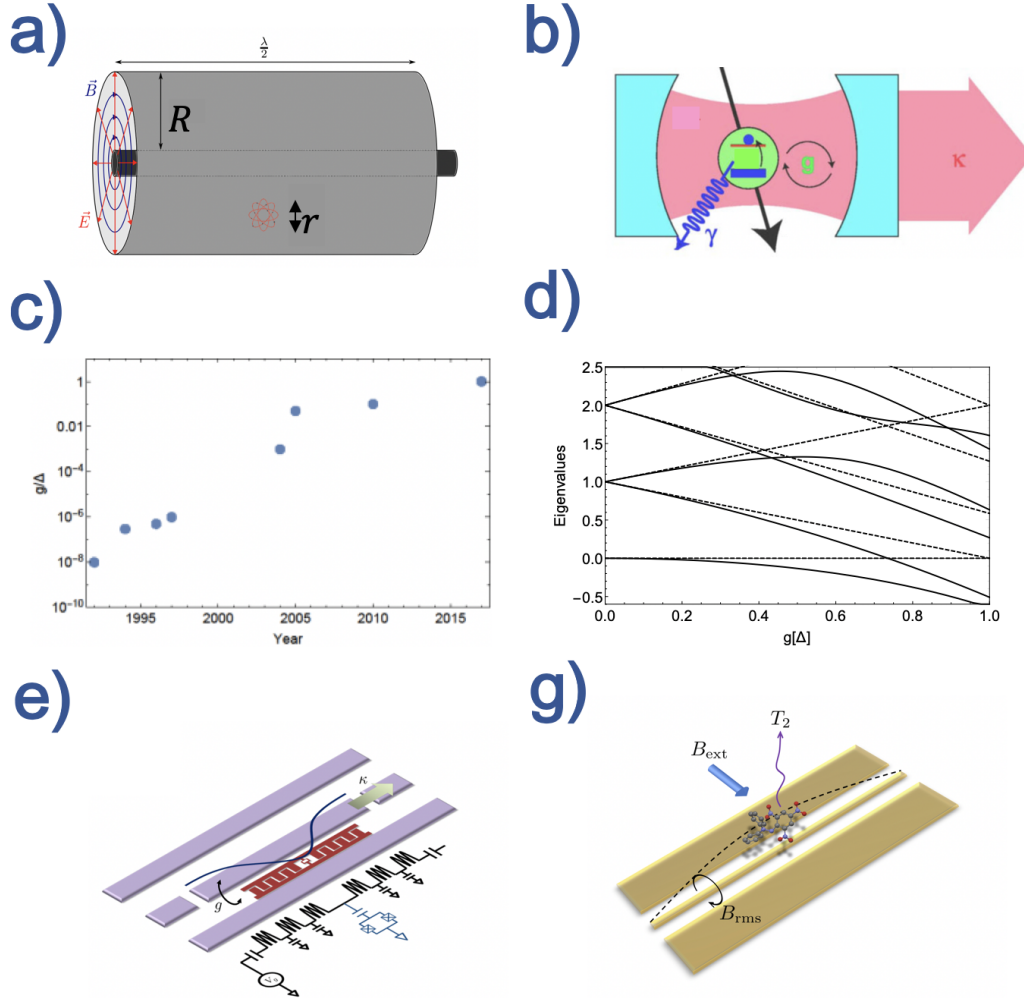 a)
λ/2
B⃗
R
E⃗
r
b)
g
κ
γ
c)
g/Δ
1
0.01
10⁻⁴
10⁻⁶
10⁻⁸
10⁻¹⁰
1995 2000 2005 2010 2015
Year
d)
Eigenvalues
2.5
2.0
1.5
1.0
0.5
0.0
−0.5
0.0 0.2 0.4 0.6 0.8 1.0
g[Δ]
e)
κ
g
g)
T₂
B_ext
B_rms